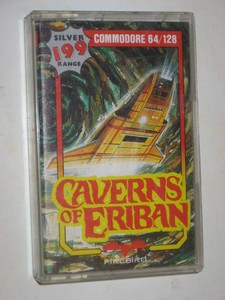 SILVER
199
RANGE
COMMODORE 64/128
CAVERNS
OF ERIBAN
FIREBIRD